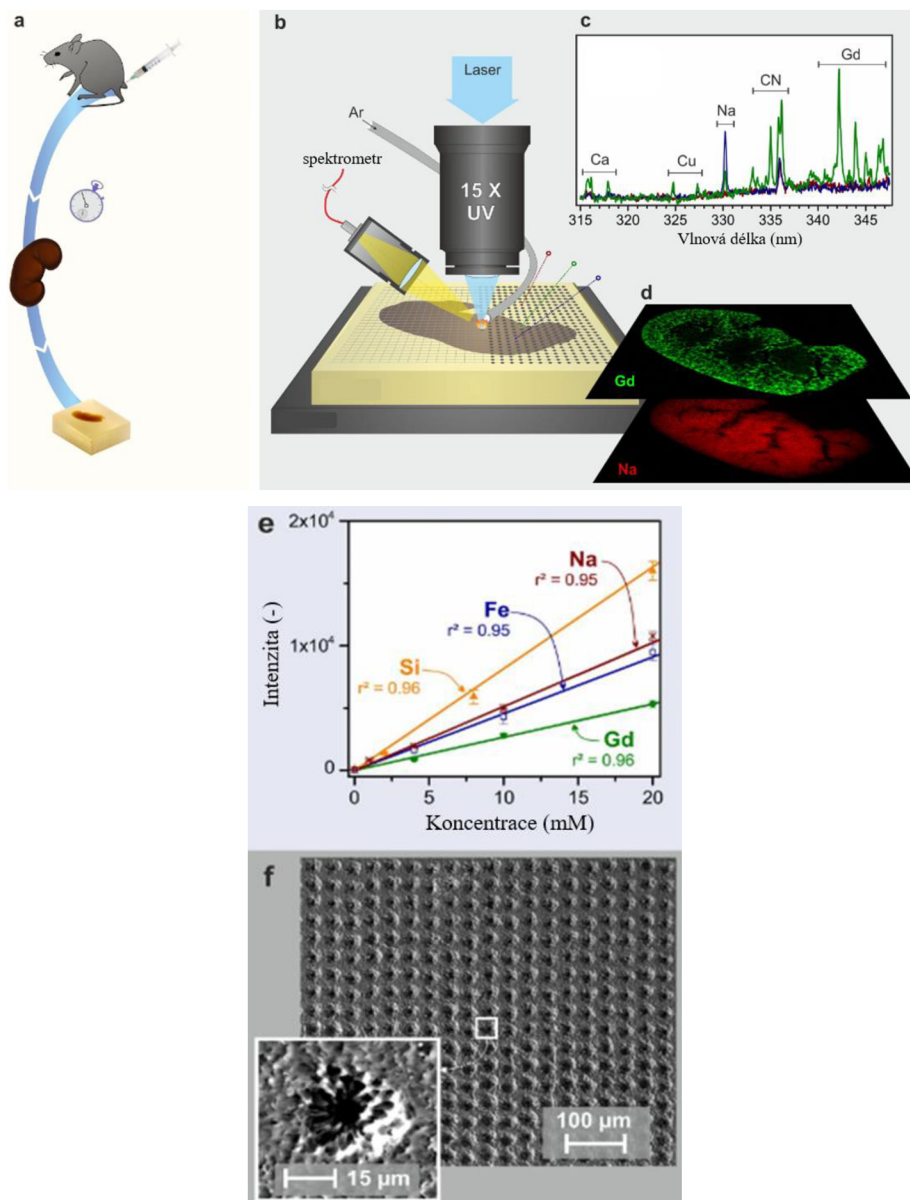 a
b
Laser
Ar
spektrometr
15 X
UV
c
Gd
CN
Na
Ca
Cu
315 320 325 330 335 340 345
Vlnová délka (nm)
d
Gd
Na
e
2x10⁴
1x10⁴
0
Intenzita (-)
Na
r² = 0.95
Fe
r² = 0.95
Si
r² = 0.96
Gd
r² = 0.96
0 5 10 15 20
Koncentrace (mM)
f
100 µm
15 µm